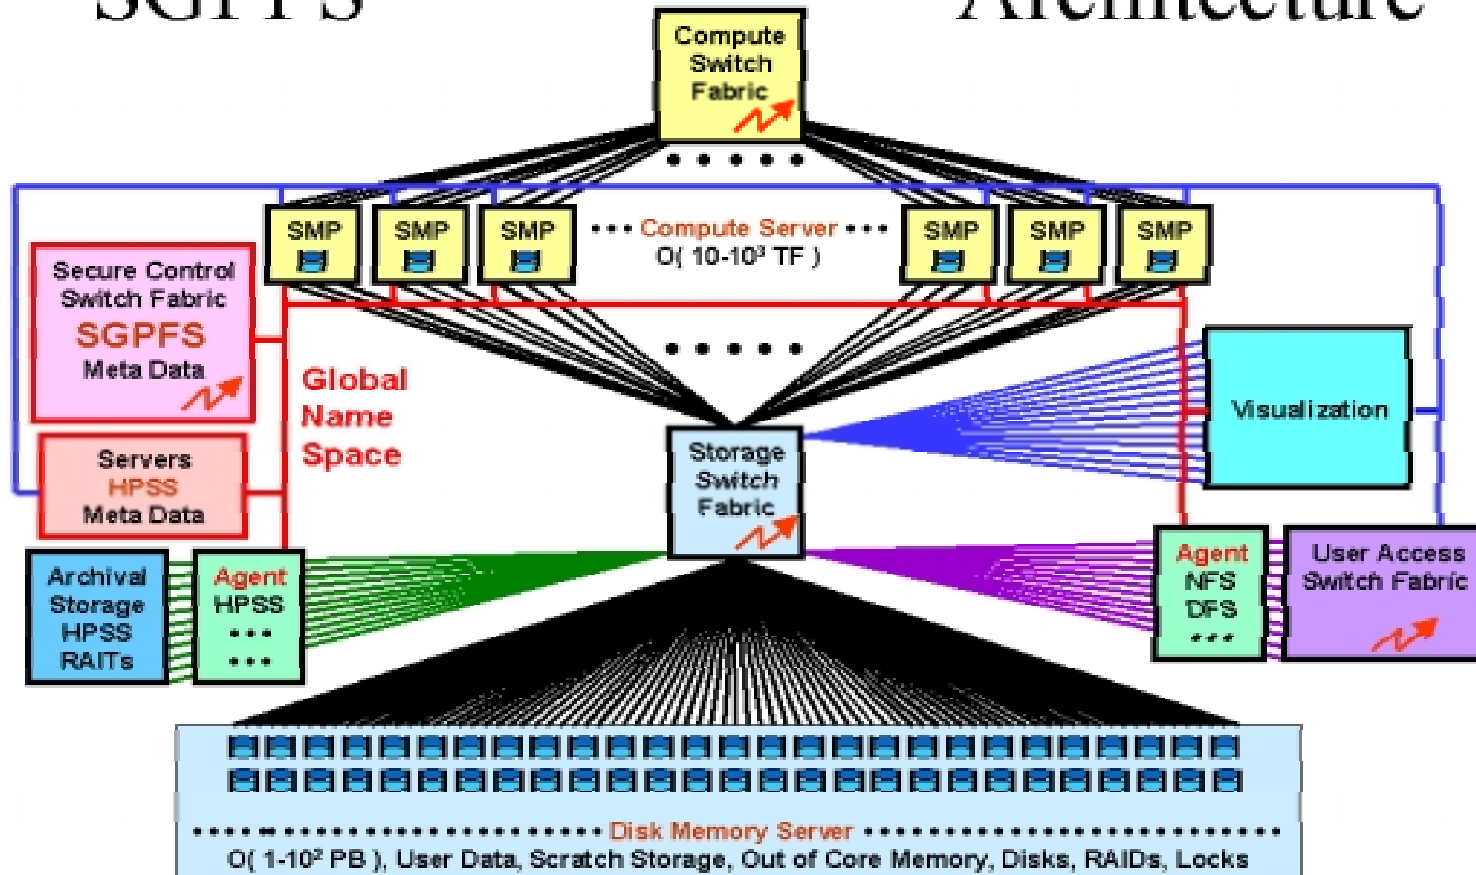 SGPFS Architecture
Compute
Switch
Fabric
SMP
SMP
SMP
Compute Server
O( 10-10³ TF )
SMP
SMP
SMP
Secure Control
Switch Fabric
SGPFS
Meta Data
Global
Name
Space
Servers
HPSS
Meta Data
Storage
Switch
Fabric
Visualization
Archival
Storage
HPSS
RAITs
Agent
HPSS
Agent
NFS
DFS
User Access
Switch Fabric
Disk Memory Server
O( 1-10² PB ), User Data, Scratch Storage, Out of Core Memory, Disks, RAIDs, Locks